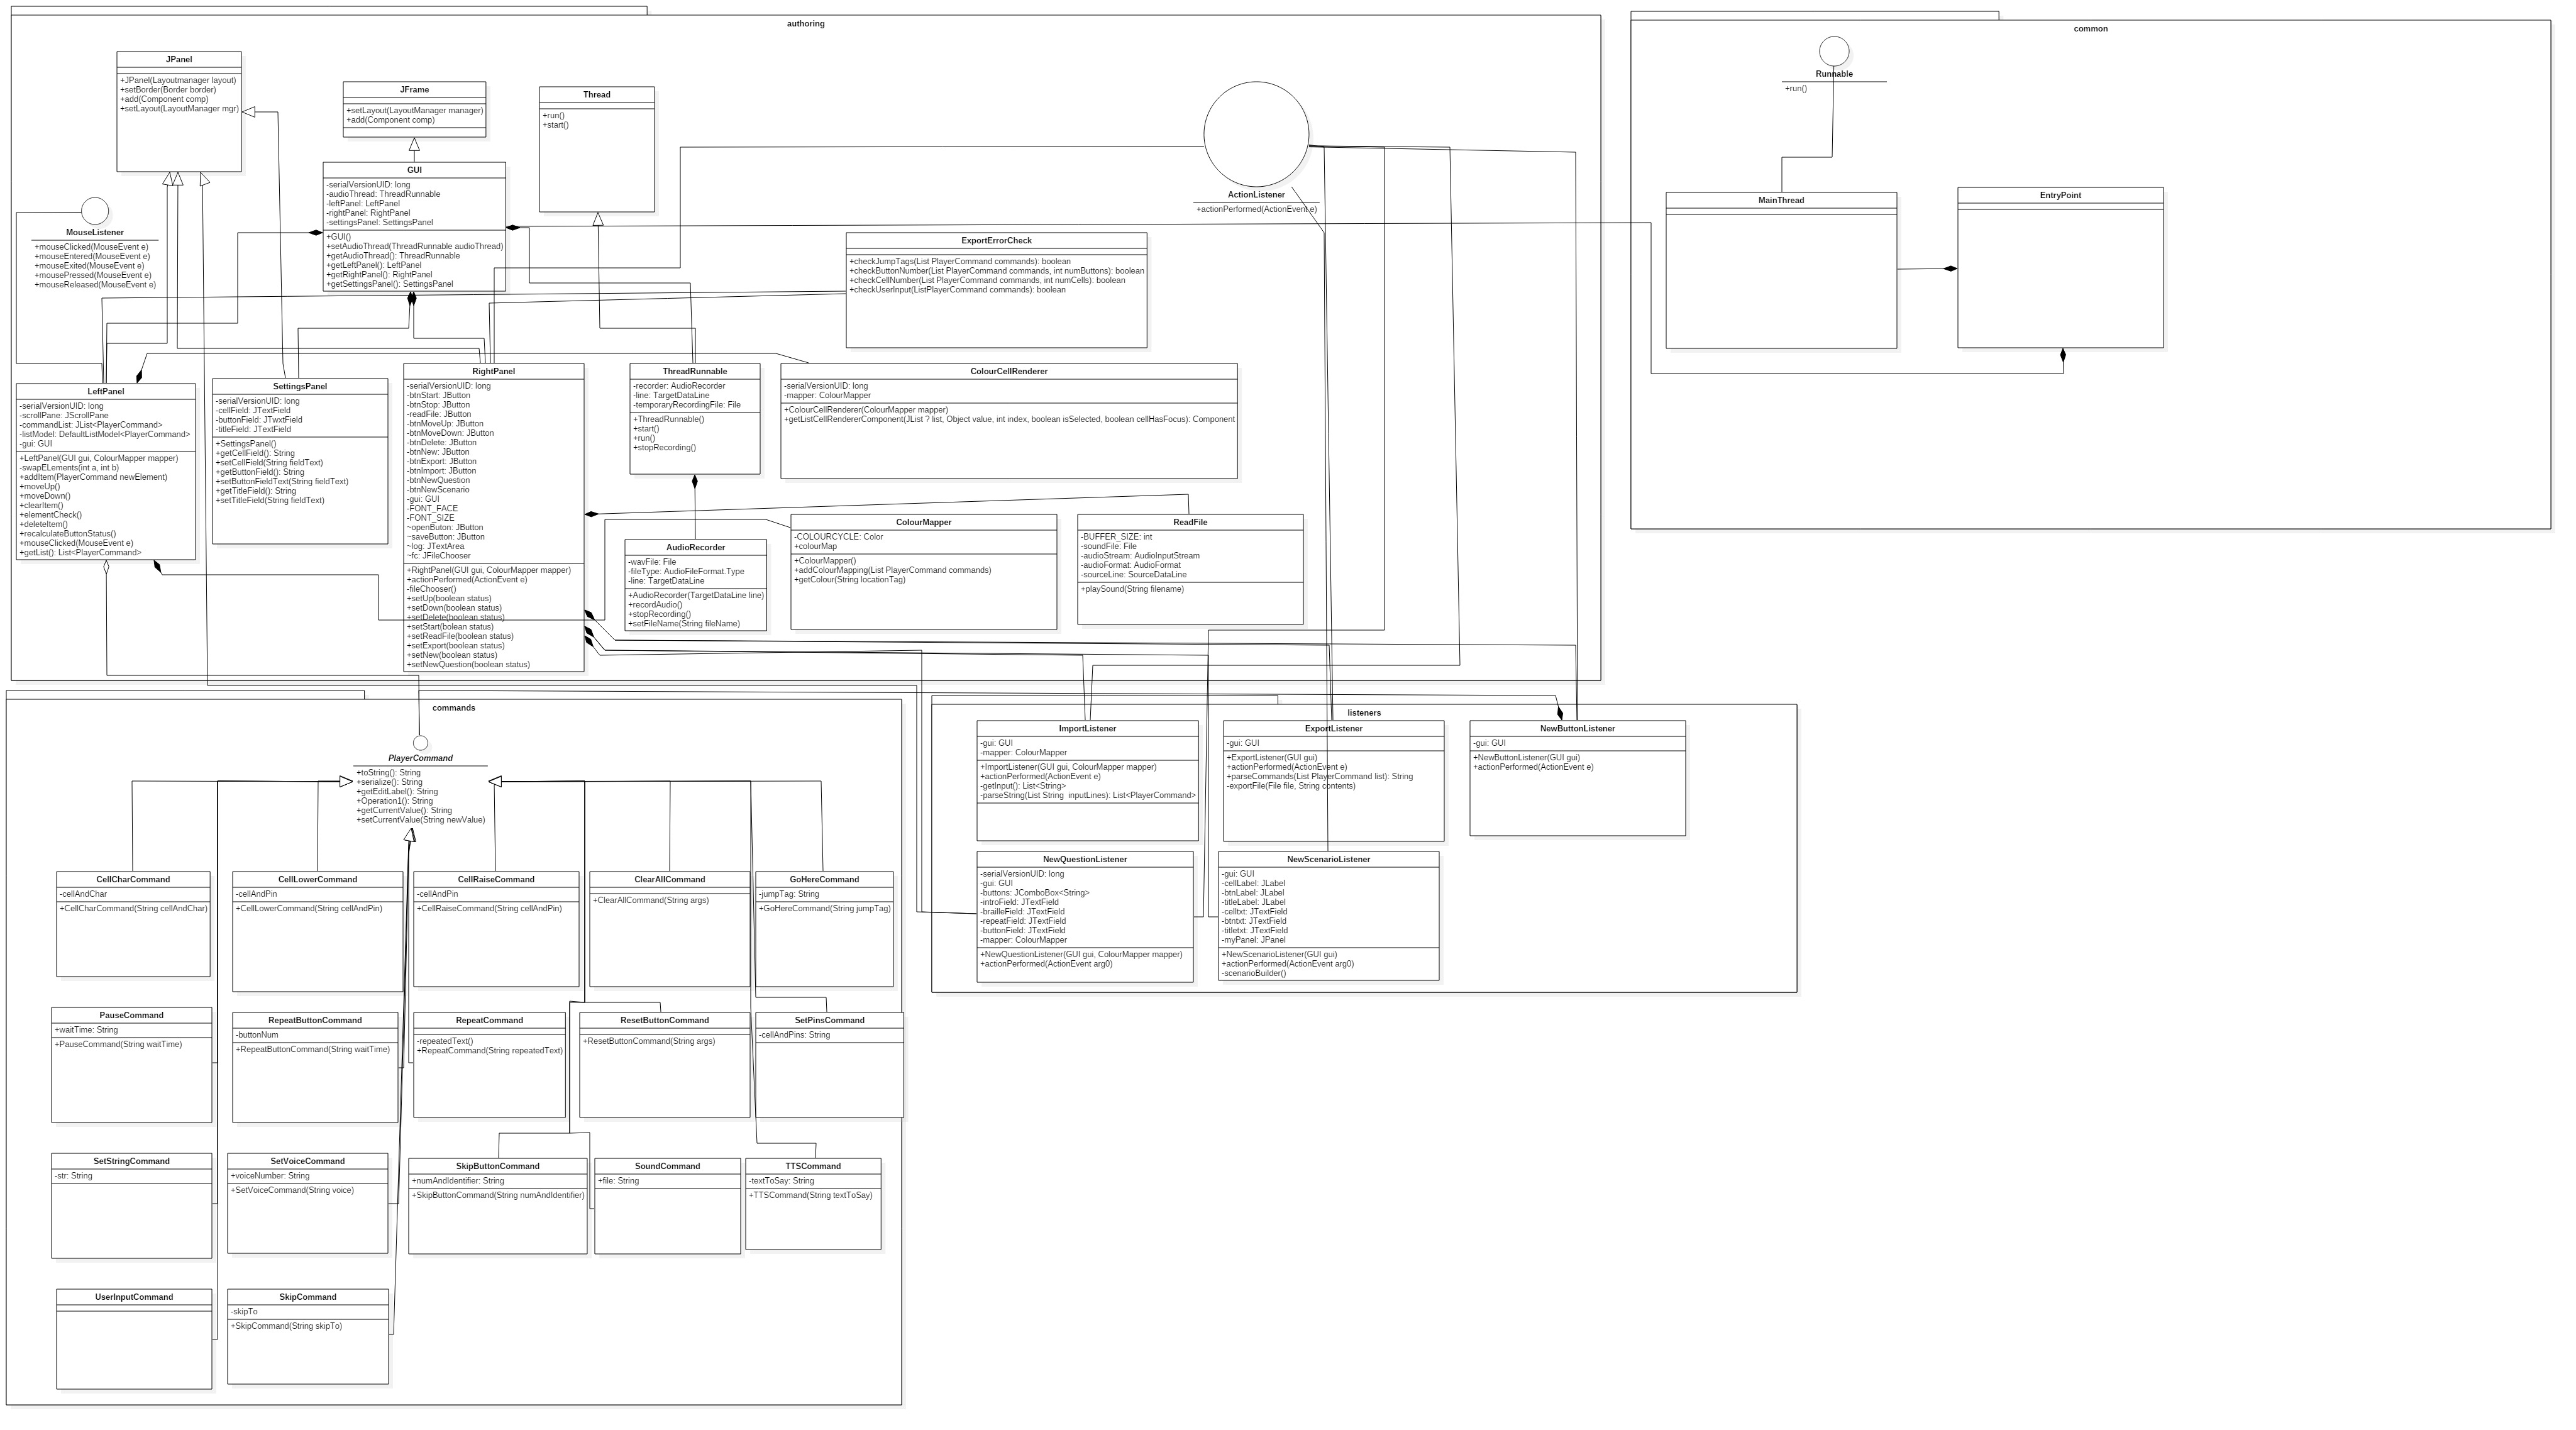 authoring
JPanel
+JPanel(Layoutmanager layout)
+setBorder(Border border)
+add(Component comp)
+setLayout(LayoutManager mgr)
JFrame
+setLayout(LayoutManager manager)
+add(Component comp)
Thread
+run()
+start()
GUI
-serialVersionUID: long
-audioThread: ThreadRunnable
-leftPanel: LeftPanel
-rightPanel: RightPanel
-settingsPanel: SettingsPanel
+GUI()
+setAudioThread(ThreadRunnable audioThread)
+getAudioThread(): ThreadRunnable
+getLeftPanel(): LeftPanel
+getRightPanel(): RightPanel
+getSettingsPanel(): SettingsPanel
MouseListener
+mouseClicked(MouseEvent e)
+mouseEntered(MouseEvent e)
+mouseExited(MouseEvent e)
+mousePressed(MouseEvent e)
+mouseReleased(MouseEvent e)
ActionListener
+actionPerformed(ActionEvent e)
ExportErrorCheck
+checkJumpTags(List PlayerCommand commands): boolean
+checkButtonNumber(List PlayerCommand commands, int numButtons): boolean
+checkCellNumber(List PlayerCommand commands, int numCells): boolean
+checkUserInput(ListPlayerCommand commands): boolean
LeftPanel
-serialVersionUID: long
-scrollPane: JScrollPane
-commandList: JList<PlayerCommand>
-listModel: DefaultListModel<PlayerCommand>
-gui: GUI
+LeftPanel(GUI gui, ColourMapper mapper)
-swapELements(int a, int b)
+addItem(PlayerCommand newElement)
+moveUp()
+moveDown()
+clearItem()
+elementCheck()
+deleteItem()
+recalculateButtonStatus()
+mouseClicked(MouseEvent e)
+getList(): List<PlayerCommand>
SettingsPanel
-serialVersionUID: long
-cellField: JTextField
-buttonField: JTwxtField
-titleField: JTextField
+SettingsPanel()
+getCellField(): String
+setCellField(String fieldText)
+getButtonField(): String
+setButtonFieldText(String fieldText)
+getTitleField(): String
+setTitleField(String fieldText)
RightPanel
-serialVersionUID: long
-btnStart: JButton
-btnStop: JButton
-readFile: JButton
-btnMoveUp: JButton
-btnMoveDown: JButton
-btnDelete: JButton
-btnNew: JButton
-btnExport: JButton
-btnImport: JButton
-btnNewQuestion
-btnNewScenario
-gui: GUI
-FONT_FACE
-FONT_SIZE
~openButon: JButton
~saveButton: JButton
~log: JTextArea
~fc: JFileChooser
+RightPanel(GUI gui, ColourMapper mapper)
+actionPerformed(ActionEvent e)
-fileChooser()
+setUp(boolean status)
+setDown(boolean status)
+setDelete(boolean status)
+setStart(bolean status)
+setReadFile(boolean status)
+setExport(boolean status)
+setNew(boolean status)
+setNewQuestion(boolean status)
ThreadRunnable
-recorder: AudioRecorder
-line: TargetDataLine
-temporaryRecordingFile: File
+ThreadRunnable()
+start()
+run()
+stopRecording()
ColourCellRenderer
-serialVersionUID: long
-mapper: ColourMapper
+ColourCellRenderer(ColourMapper mapper)
+getListCellRendererComponent(JList ? list, Object value, int index, boolean isSelected, boolean cellHasFocus): Component
AudioRecorder
-wavFile: File
-fileType: AudioFileFormat.Type
-line: TargetDataLine
+AudioRecorder(TargetDataLine line)
+recordAudio()
+stopRecording()
+setFileName(String fileName)
ColourMapper
-COLOURCYCLE: Color
+colourMap
+ColourMapper()
+addColourMapping(List PlayerCommand commands)
+getColour(String locationTag)
ReadFile
-BUFFER_SIZE: int
-soundFile: File
-audioStream: AudioInputStream
-audioFormat: AudioFormat
-sourceLine: SourceDataLine
+playSound(String filename)
common
Runnable
+run()
MainThread
EntryPoint
commands
PlayerCommand
+toString(): String
+serialize(): String
+getEditLabel(): String
+Operation1(): String
+getCurrentValue(): String
+setCurrentValue(String newValue)
CellCharCommand
-cellAndChar
+CellCharCommand(String cellAndChar)
CellLowerCommand
-cellAndPin
+CellLowerCommand(String cellAndPin)
CellRaiseCommand
-cellAndPin
+CellRaiseCommand(String cellAndPin)
ClearAllCommand
+ClearAllCommand(String args)
GoHereCommand
-jumpTag: String
+GoHereCommand(String jumpTag)
PauseCommand
+waitTime: String
+PauseCommand(String waitTime)
RepeatButtonCommand
-buttonNum
+RepeatButtonCommand(String waitTime)
RepeatCommand
-repeatedText()
+RepeatCommand(String repeatedText)
ResetButtonCommand
+ResetButtonCommand(String args)
SetPinsCommand
-cellAndPins: String
SetStringCommand
-str: String
SetVoiceCommand
+voiceNumber: String
+SetVoiceCommand(String voice)
SkipButtonCommand
+numAndIdentifier: String
+SkipButtonCommand(String numAndIdentifier)
SoundCommand
+file: String
TTSCommand
-textToSay: String
+TTSCommand(String textToSay)
UserInputCommand
SkipCommand
-skipTo
+SkipCommand(String skipTo)
listeners
ImportListener
-gui: GUI
-mapper: ColourMapper
+ImportListener(GUI gui, ColourMapper mapper)
+actionPerformed(ActionEvent e)
-getInput(): List<String>
-parseString(List String  inputLines): List<PlayerCommand>
ExportListener
-gui: GUI
+ExportListener(GUI gui)
+actionPerformed(ActionEvent e)
+parseCommands(List PlayerCommand list): String
-exportFile(File file, String contents)
NewButtonListener
-gui: GUI
+NewButtonListener(GUI gui)
+actionPerformed(ActionEvent e)
NewQuestionListener
-serialVersionUID: long
-gui: GUI
-buttons: JComboBox<String>
-introField: JTextField
-brailleField: JTextField
-repeatField: JTextField
-buttonField: JTextField
-mapper: ColourMapper
+NewQuestionListener(GUI gui, ColourMapper mapper)
+actionPerformed(ActionEvent arg0)
NewScenarioListener
-gui: GUI
-cellLabel: JLabel
-btnLabel: JLabel
-titleLabel: JLabel
-celltxt: JTextField
-btntxt: JTextField
-titletxt: JTextField
-myPanel: JPanel
+NewScenarioListener(GUI gui)
+actionPerformed(ActionEvent arg0)
-scenarioBuilder()